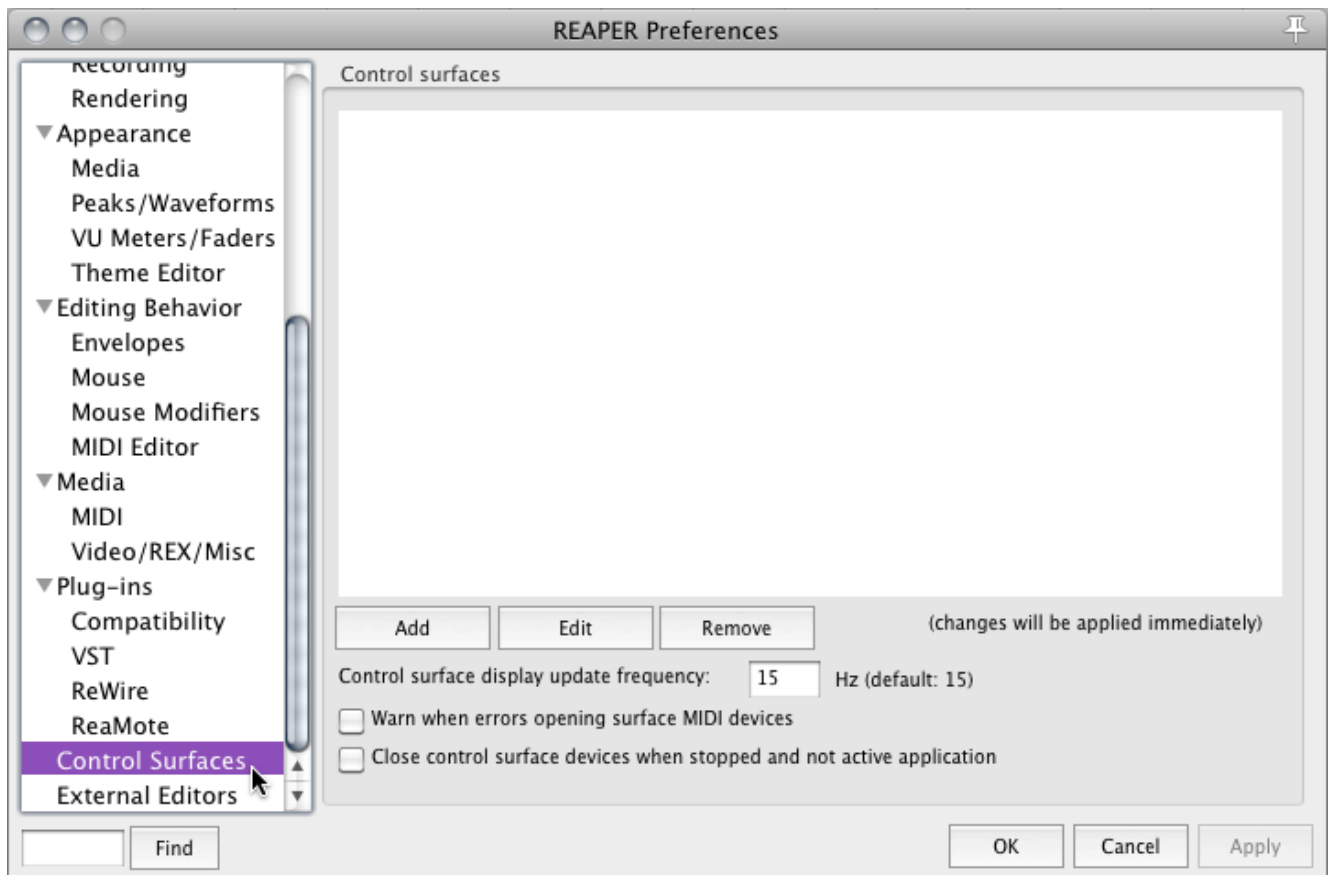 REAPER Preferences
Recording
Rendering
Appearance
Media
Peaks/Waveforms
VU Meters/Faders
Theme Editor
Editing Behavior
Envelopes
Mouse
Mouse Modifiers
MIDI Editor
Media
MIDI
Video/REX/Misc
Plug-ins
Compatibility
VST
ReWire
ReaMote
Control Surfaces
External Editors
Find
Control surfaces
Add Edit Remove (changes will be applied immediately)
Control surface display update frequency: 15 Hz (default: 15)
Warn when errors opening surface MIDI devices
Close control surface devices when stopped and not active application
OK Cancel Apply